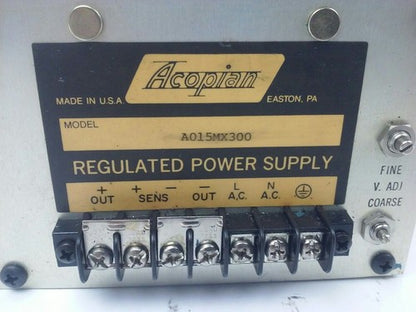 Acopian
MADE IN U.S.A. EASTON, PA
MODEL
A015MX300
REGULATED POWER SUPPLY
+ + - - L N
OUT SENS OUT A.C. A.C.
FINE
V. ADJ
COARSE